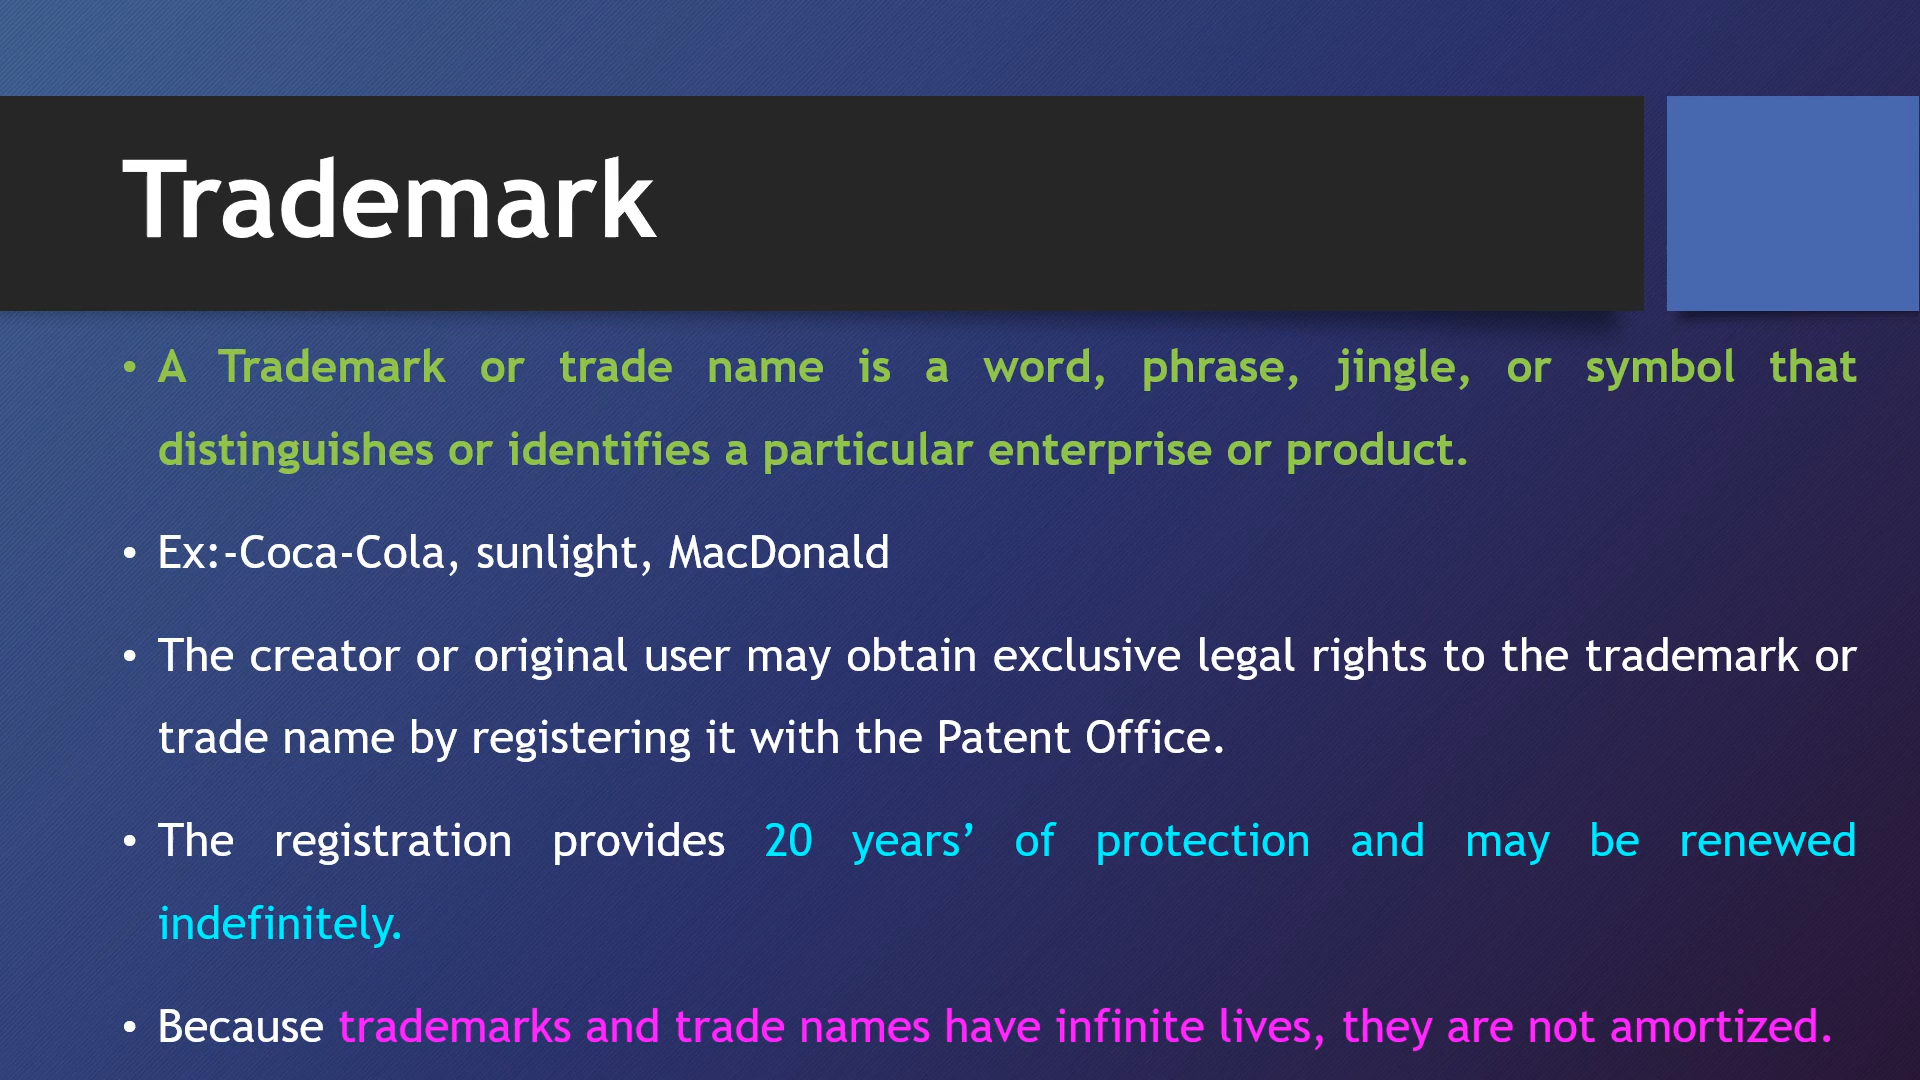 Trademark
• A Trademark or trade name is a word, phrase, jingle, or symbol that
distinguishes or identifies a particular enterprise or product.
• Ex:-Coca-Cola, sunlight, MacDonald
• The creator or original user may obtain exclusive legal rights to the trademark or
trade name by registering it with the Patent Office.
• The registration provides 20 years’ of protection and may be renewed
indefinitely.
• Because trademarks and trade names have infinite lives, they are not amortized.